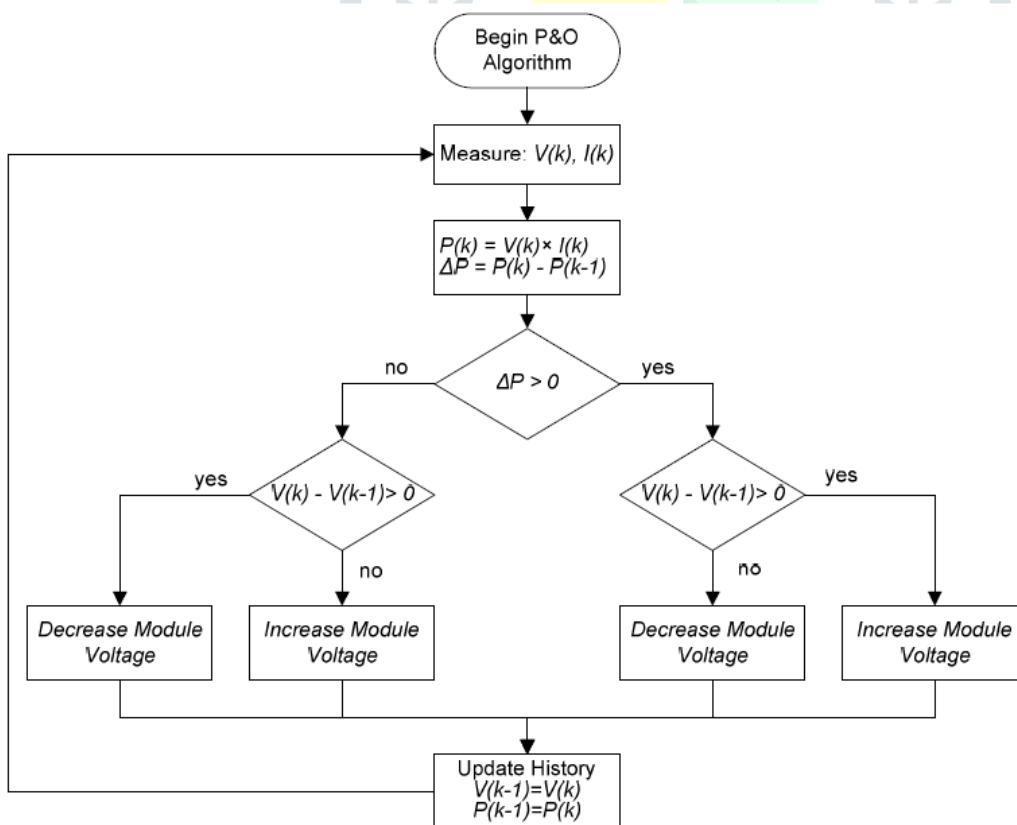 Begin P&O
Algorithm
Measure: V(k), I(k)
P(k) = V(k)× I(k)
ΔP = P(k) - P(k-1)
no
ΔP > 0
yes
yes
V(k) - V(k-1)> 0
V(k) - V(k-1)> 0
yes
no
no
Decrease Module
Voltage
Increase Module
Voltage
Decrease Module
Voltage
Increase Module
Voltage
Update History
V(k-1)=V(k)
P(k-1)=P(k)